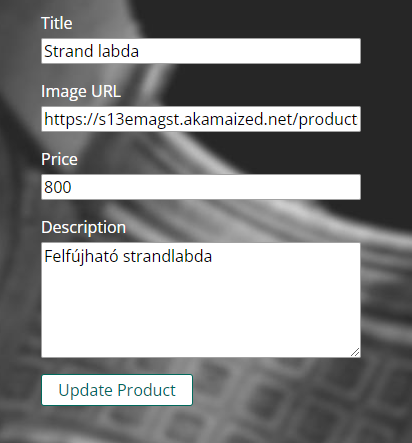 Title
Strand labda
Image URL
https://s13emagst.akamaized.net/product
Price
800
Description
Felfújható strandlabda
Update Product